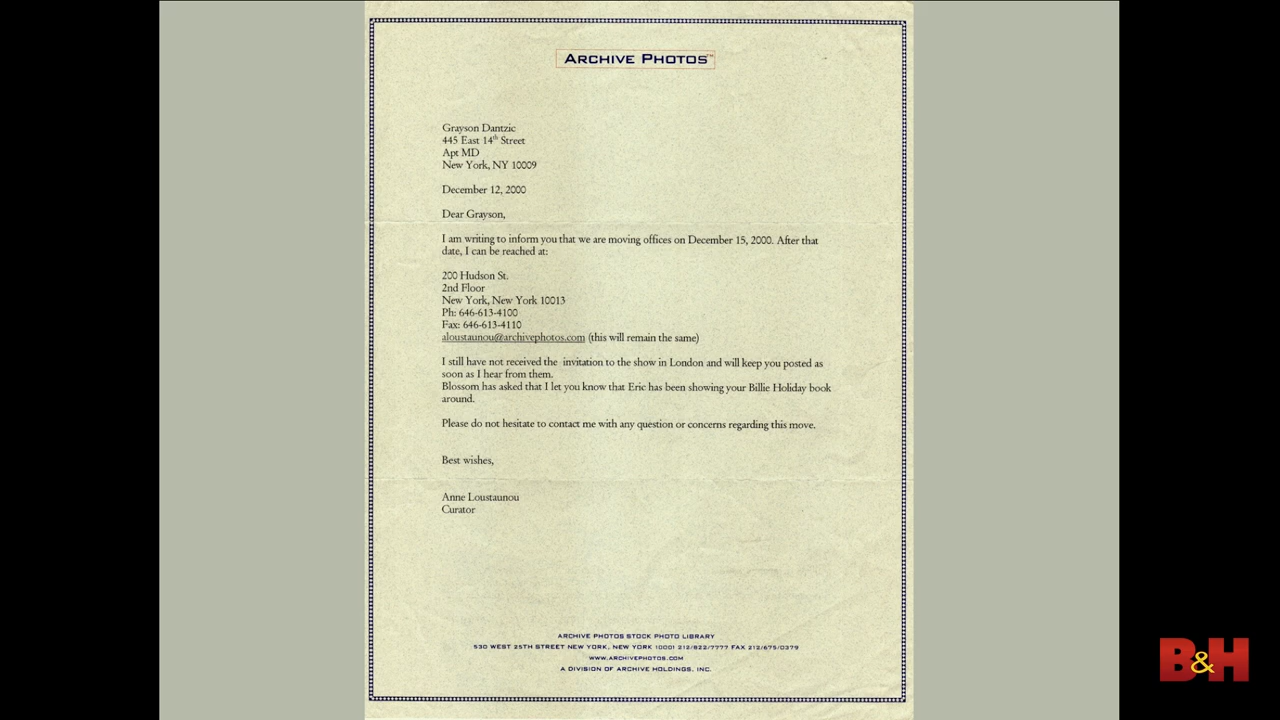 ARCHIVE PHOTOS™
Grayson Dantzic
445 East 14th Street
Apt MD
New York, NY 10009
December 12, 2000
Dear Grayson,
I am writing to inform you that we are moving offices on December 15, 2000. After that
date, I can be reached at:
200 Hudson St.
2nd Floor
New York, New York 10013
Ph: 646-613-4100
Fax: 646-613-4110
aloustaunou@archivephotos.com (this will remain the same)
I still have not received the invitation to the show in London and will keep you posted as
soon as I hear from them.
Blossom has asked that I let you know that Eric has been showing your Billie Holiday book
around.
Please do not hesitate to contact me with any question or concerns regarding this move.
Best wishes,
Anne Loustaunou
Curator
ARCHIVE PHOTOS STOCK PHOTO LIBRARY
530 WEST 25TH STREET NEW YORK, NEW YORK 10001 212/822/7777 FAX 212/675/0379
WWW.ARCHIVEPHOTOS.COM
A DIVISION OF ARCHIVE HOLDINGS, INC.
B&H